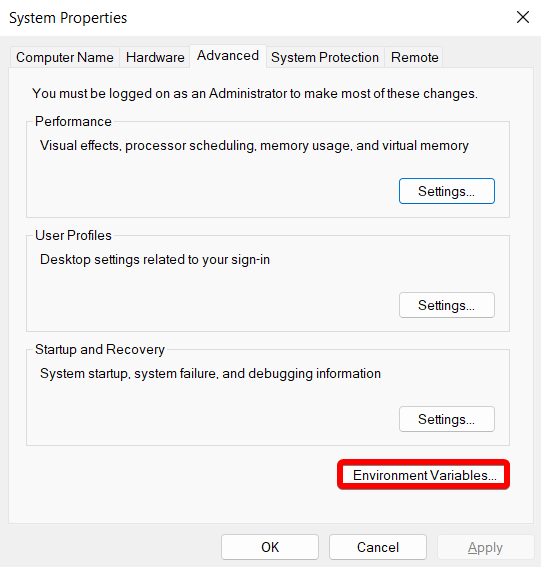 System Properties
Computer Name Hardware Advanced System Protection Remote
You must be logged on as an Administrator to make most of these changes.
Performance
Visual effects, processor scheduling, memory usage, and virtual memory
Settings...
User Profiles
Desktop settings related to your sign-in
Settings...
Startup and Recovery
System startup, system failure, and debugging information
Settings...
Environment Variables...
OK Cancel Apply